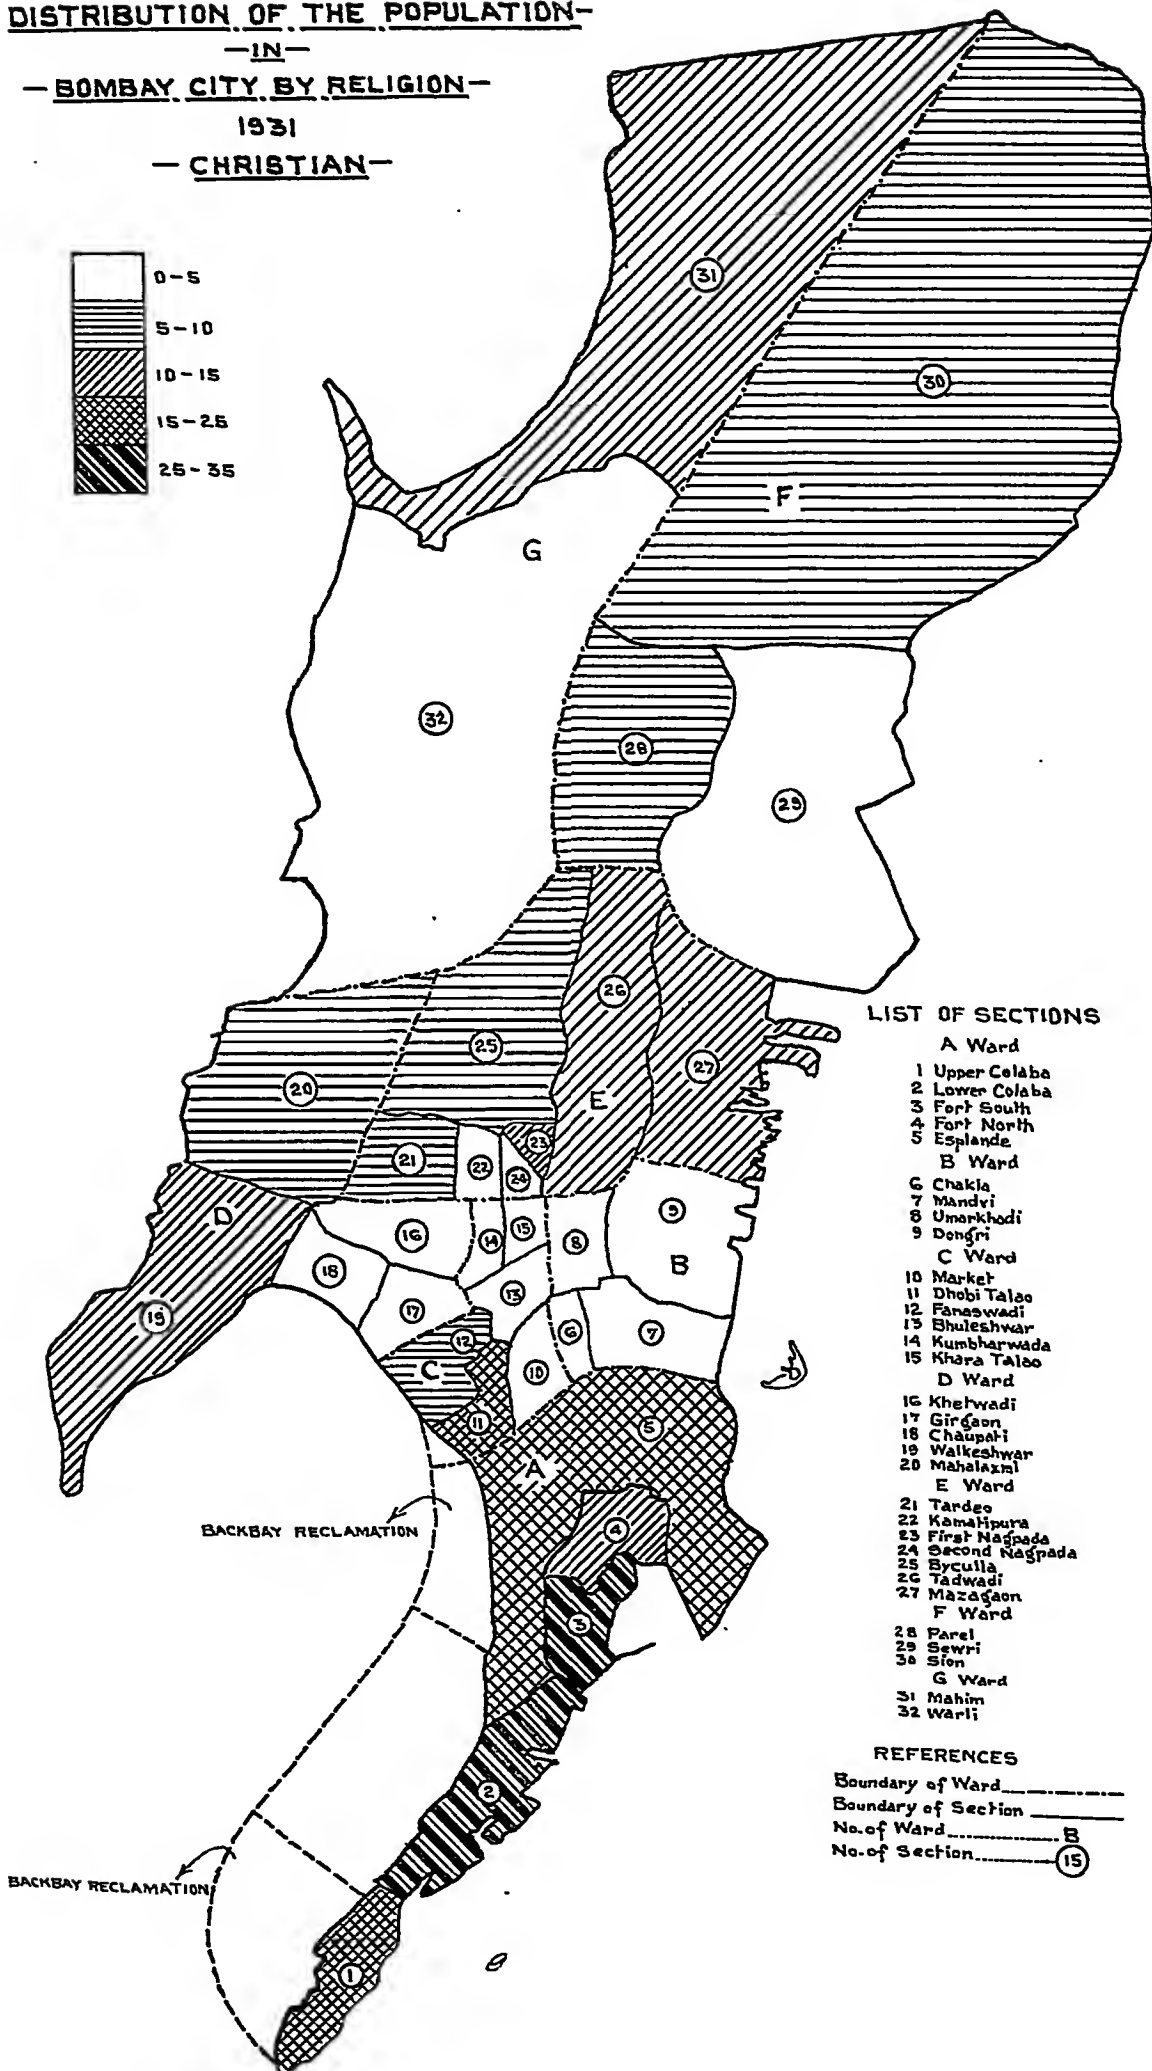 DISTRIBUTION OF THE POPULATION-
-IN-
-BOMBAY CITY BY RELIGION-
1931
-CHRISTIAN-
0-5
5-10
10-15
15-25
25-35
31
30
F
G
32
28
29
26
25
27
20
E
23
21
22
24
D
9
16
14
15
8
B
18
13
19
17
12
6
7
C
10
11
5
A
4
BACKBAY RECLAMATION
3
2
BACKBAY RECLAMATION
1
LIST OF SECTIONS
A Ward
1 Upper Colaba
2 Lower Colaba
3 Fort South
4 Fort North
5 Esplande
B Ward
6 Chakla
7 Mandvi
8 Umarkhadi
9 Dongri
C Ward
10 Market
11 Dhobi Talao
12 Fanaswadi
13 Bhuleshwar
14 Kumbharwada
15 Khara Talao
D Ward
16 Khetwadi
17 Girgaon
18 Chaupati
19 Walkeshwar
20 Mahalaxmi
E Ward
21 Tardeo
22 Kamatipura
23 First Nagpada
24 Second Nagpada
25 Byculla
26 Tadwadi
27 Mazagaon
F Ward
28 Parel
29 Sewri
30 Sion
G Ward
31 Mahim
32 Warli
REFERENCES
Boundary of Ward
Boundary of Section
No. of Ward B
No. of Section 15